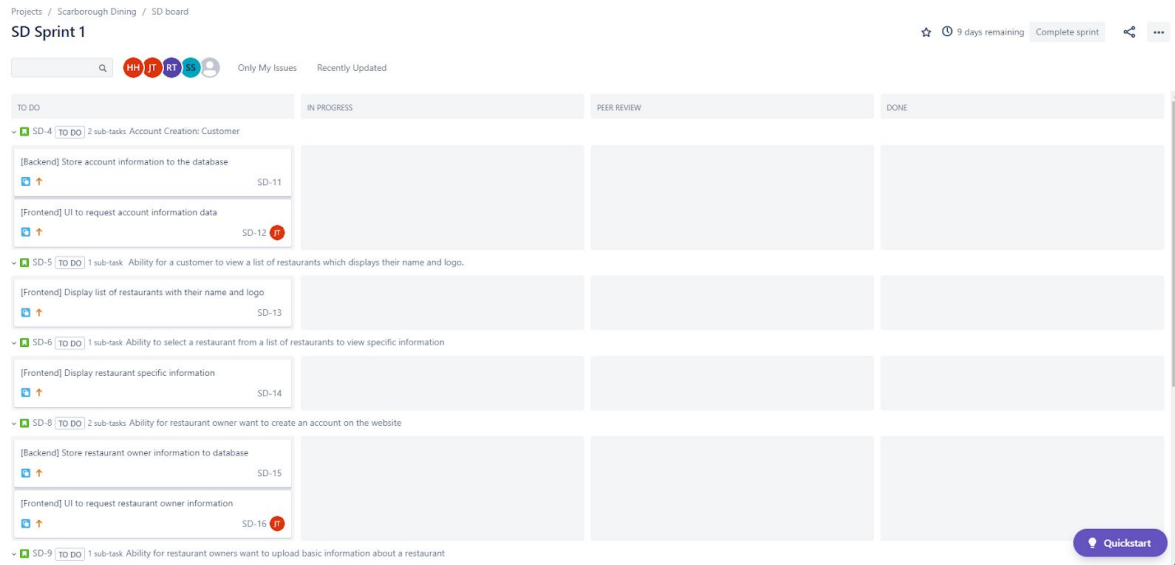 Projects / Scarborough Dining / SD board
SD Sprint 1
9 days remaining Complete sprint
HH JT RT SS Only My Issues Recently Updated
TO DO IN PROGRESS PEER REVIEW DONE
SD-4 TO DO 2 sub-tasks Account Creation: Customer
[Backend] Store account information to the database
SD-11
[Frontend] UI to request account information data
SD-12 JT
SD-5 TO DO 1 sub-task Ability for a customer to view a list of restaurants which displays their name and logo.
[Frontend] Display list of restaurants with their name and logo
SD-13
SD-6 TO DO 1 sub-task Ability to select a restaurant from a list of restaurants to view specific information
[Frontend] Display restaurant specific information
SD-14
SD-8 TO DO 2 sub-tasks Ability for restaurant owner want to create an account on the website
[Backend] Store restaurant owner information to database
SD-15
[Frontend] UI to request restaurant owner information
SD-16 JT
Quickstart
SD-9 TO DO 1 sub-task Ability for restaurant owners want to upload basic information about a restaurant